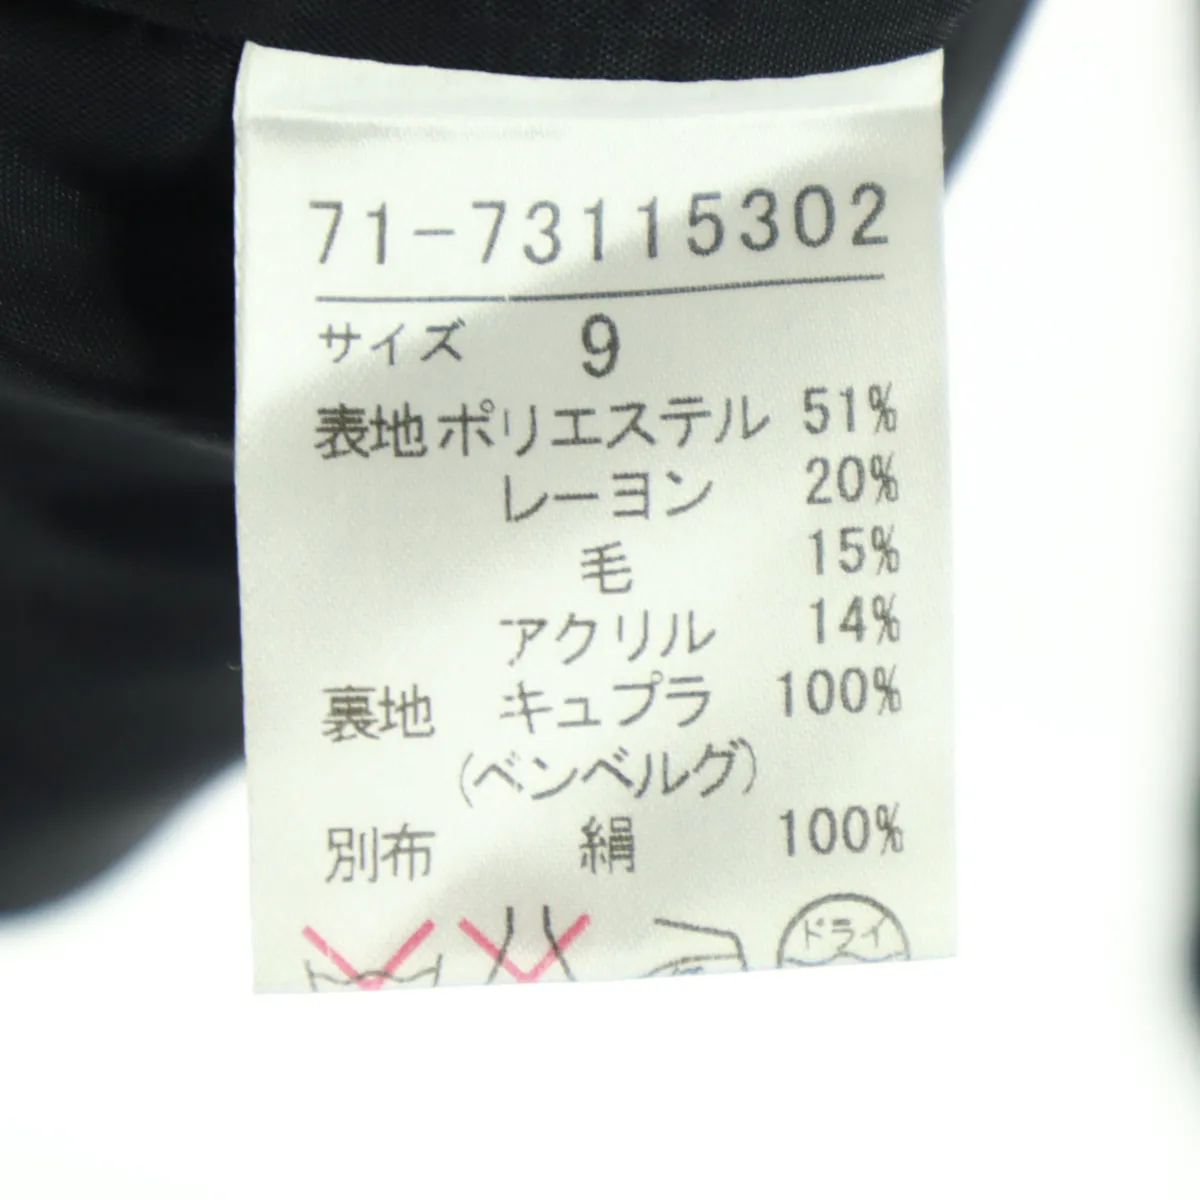 71-73115302
サイズ 9
表地 ポリエステル 51%
レーヨン 20%
毛 15%
アクリル 14%
裏地 キュプラ 100%
(ベンベルグ)
別布 絹 100%
ドライ